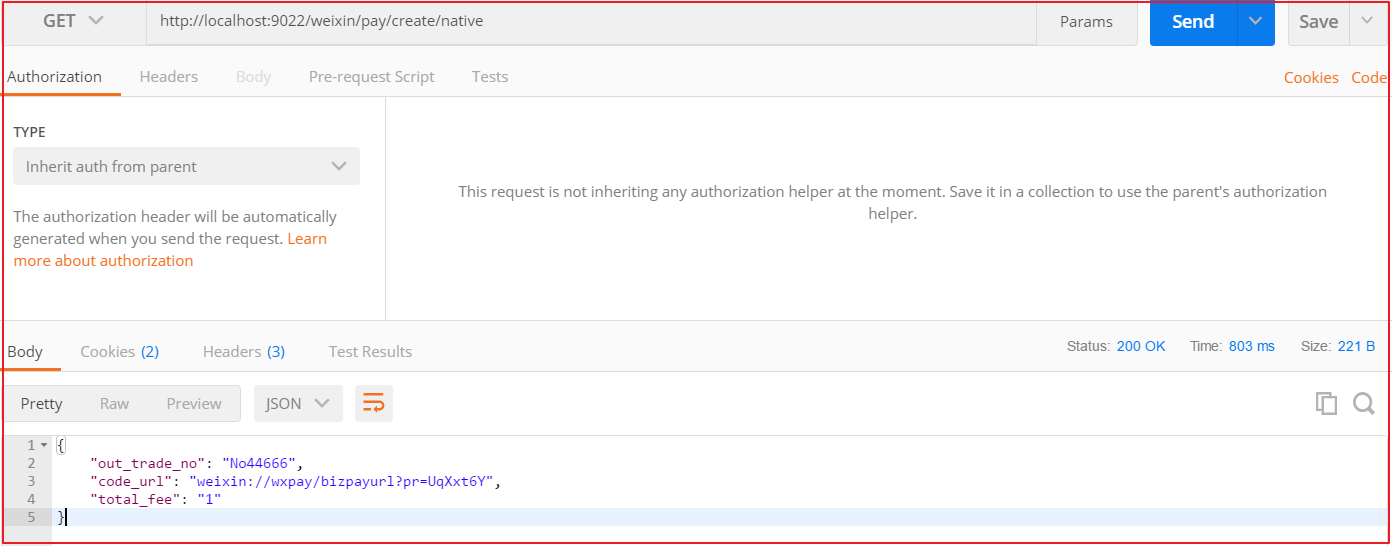 GET http://localhost:9022/weixin/pay/create/native Params Send Save
Authorization Headers Body Pre-request Script Tests Cookies Code
TYPE
Inherit auth from parent
The authorization header will be automatically
generated when you send the request. Learn
more about authorization
This request is not inheriting any authorization helper at the moment. Save it in a collection to use the parent's authorization
helper.
Body Cookies (2) Headers (3) Test Results Status: 200 OK Time: 803 ms Size: 221 B
Pretty Raw Preview JSON
1 {
2 "out_trade_no": "No44666",
3 "code_url": "weixin://wxpay/bizpayurl?pr=UqXxt6Y",
4 "total_fee": "1"
5 }